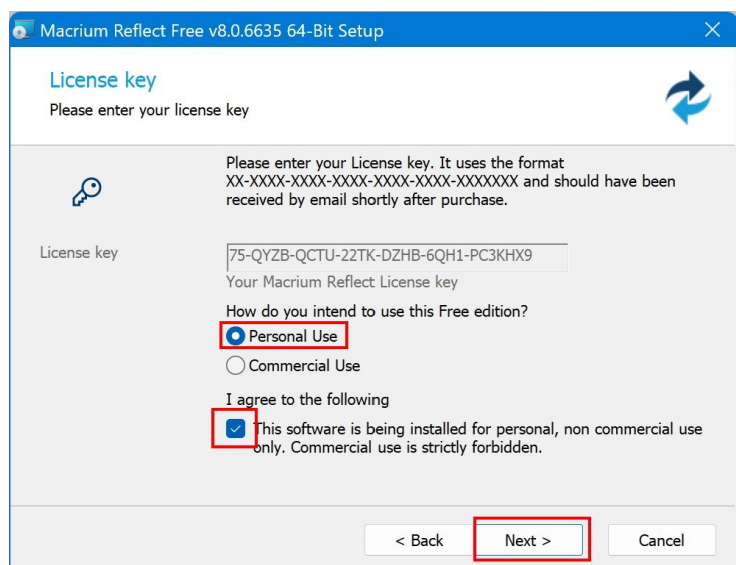 Macrium Reflect Free v8.0.6635 64-Bit Setup
License key
Please enter your license key
Please enter your License key. It uses the format
XX-XXXX-XXXX-XXXX-XXXX-XXXX-XXXXXXX and should have been
received by email shortly after purchase.
License key
75-QYZB-QCTU-22TK-DZHB-6QH1-PC3KHX9
Your Macrium Reflect License key
How do you intend to use this Free edition?
Personal Use
Commercial Use
I agree to the following
This software is being installed for personal, non commercial use
only. Commercial use is strictly forbidden.
< Back
Next >
Cancel